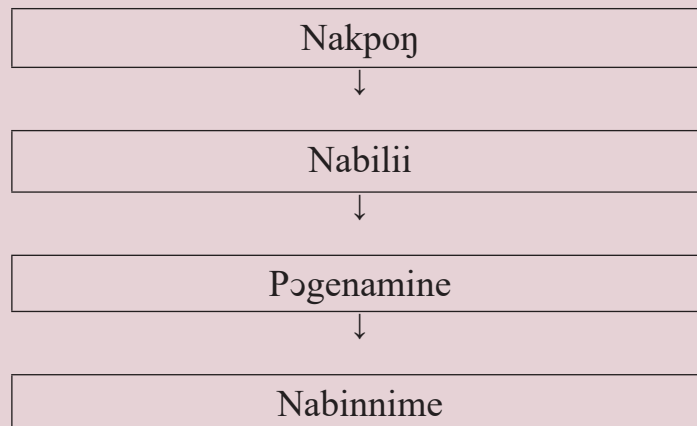 Nakpoŋ
↓
Nabilii
↓
Pɔgenamine
↓
Nabinnime